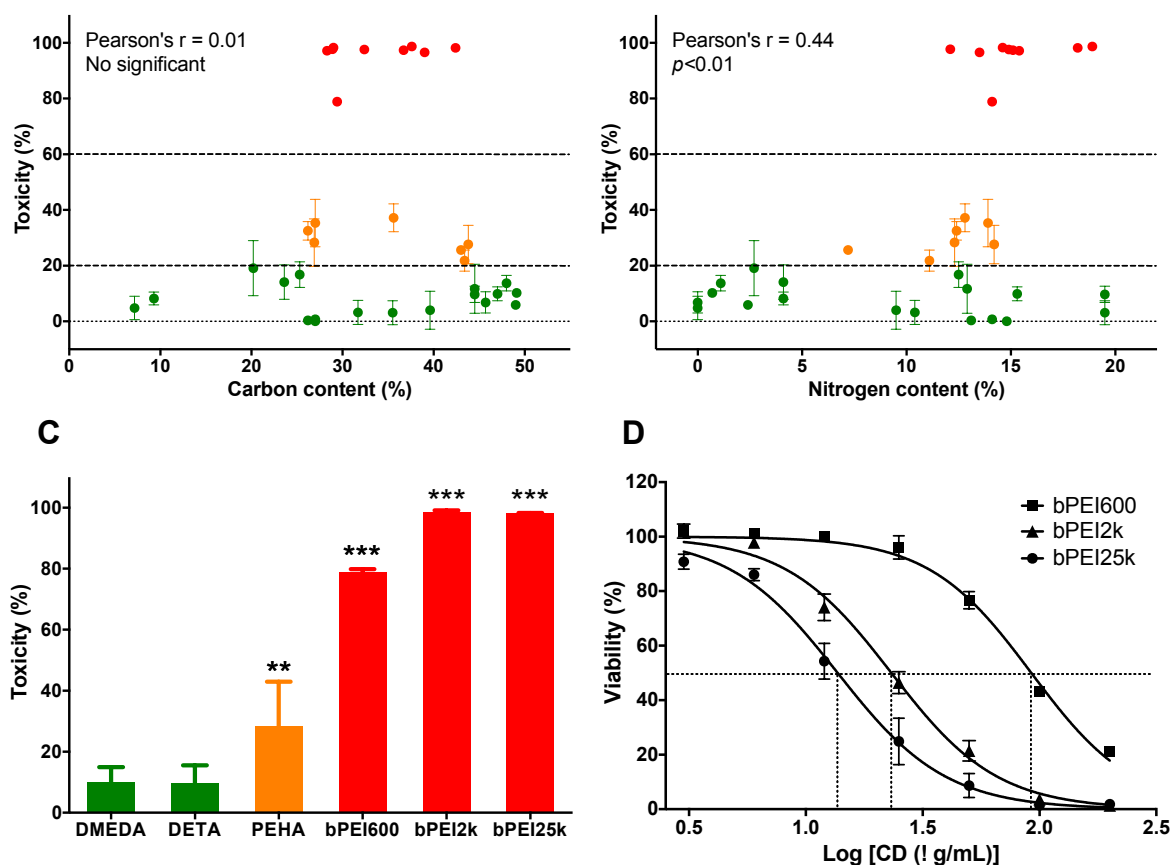 Pearson's r = 0.01
No significant
Toxicity (%)
100
80
60
40
20
0
0 10 20 30 40 50
Carbon content (%)
Pearson's r = 0.44
p<0.01
Toxicity (%)
100
80
60
40
20
0
0 5 10 15 20
Nitrogen content (%)
C
Toxicity (%)
100
80
60
40
20
0
** *** *** ***
DMEDA DETA PEHA bPEI600 bPEI2k bPEI25k
D
Viability (%)
120
100
80
60
40
20
0
bPEI600
bPEI2k
bPEI25k
0.5 1.0 1.5 2.0 2.5
Log [CD (! g/mL)]